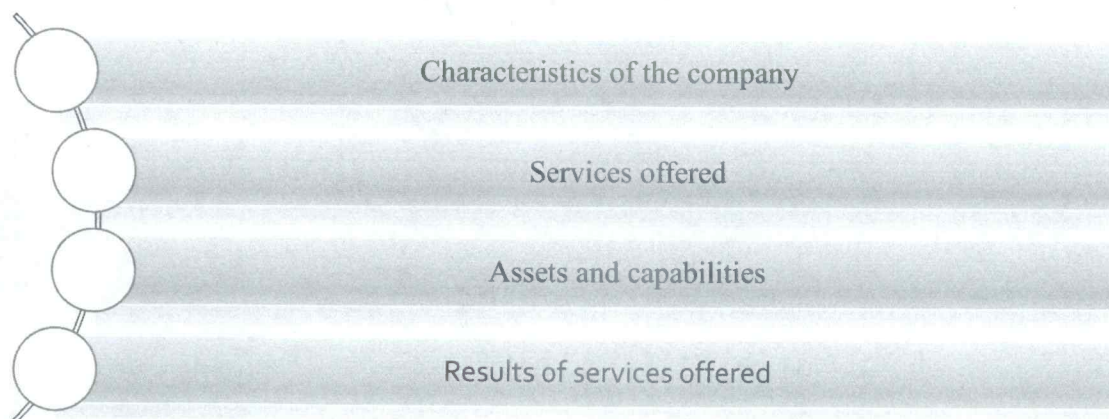 Characteristics of the company
Services offered
Assets and capabilities
Results of services offered